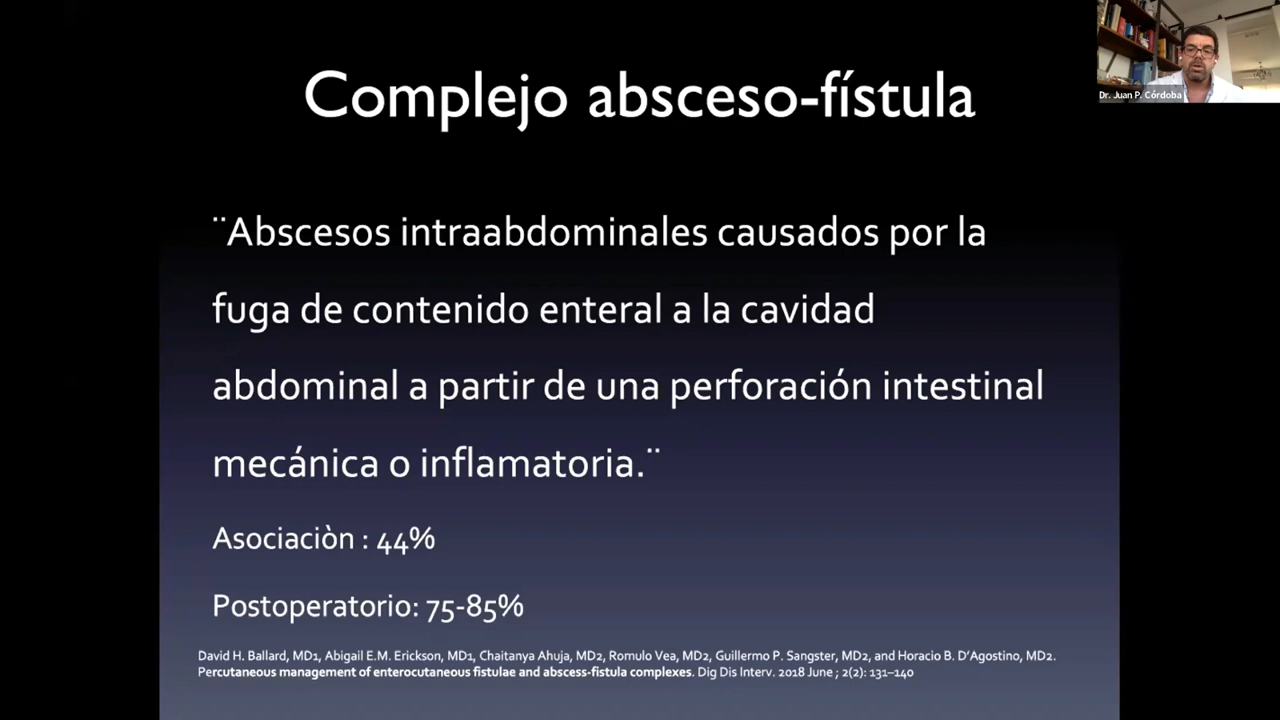 Complejo absceso-fístula
Dr. Juan P. Córdoba
¨Abscesos intraabdominales causados por la
fuga de contenido enteral a la cavidad
abdominal a partir de una perforación intestinal
mecánica o inflamatoria.¨
Asociaciòn : 44%
Postoperatorio: 75-85%
David H. Ballard, MD1, Abigail E.M. Erickson, MD1, Chaitanya Ahuja, MD2, Romulo Vea, MD2, Guillermo P. Sangster, MD2, and Horacio B. D’Agostino, MD2.
Percutaneous management of enterocutaneous fistulae and abscess-fistula complexes. Dig Dis Interv. 2018 June ; 2(2): 131–140